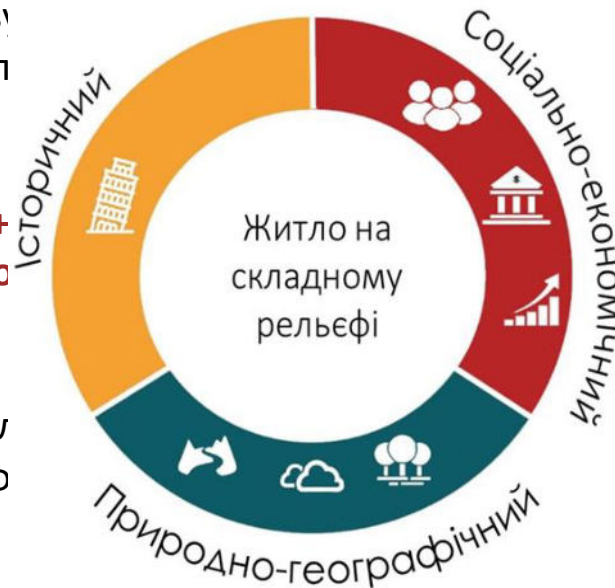 Історичний
Соціально-економічний
Житло на
складному
рельєфі
Природно-географічний
$